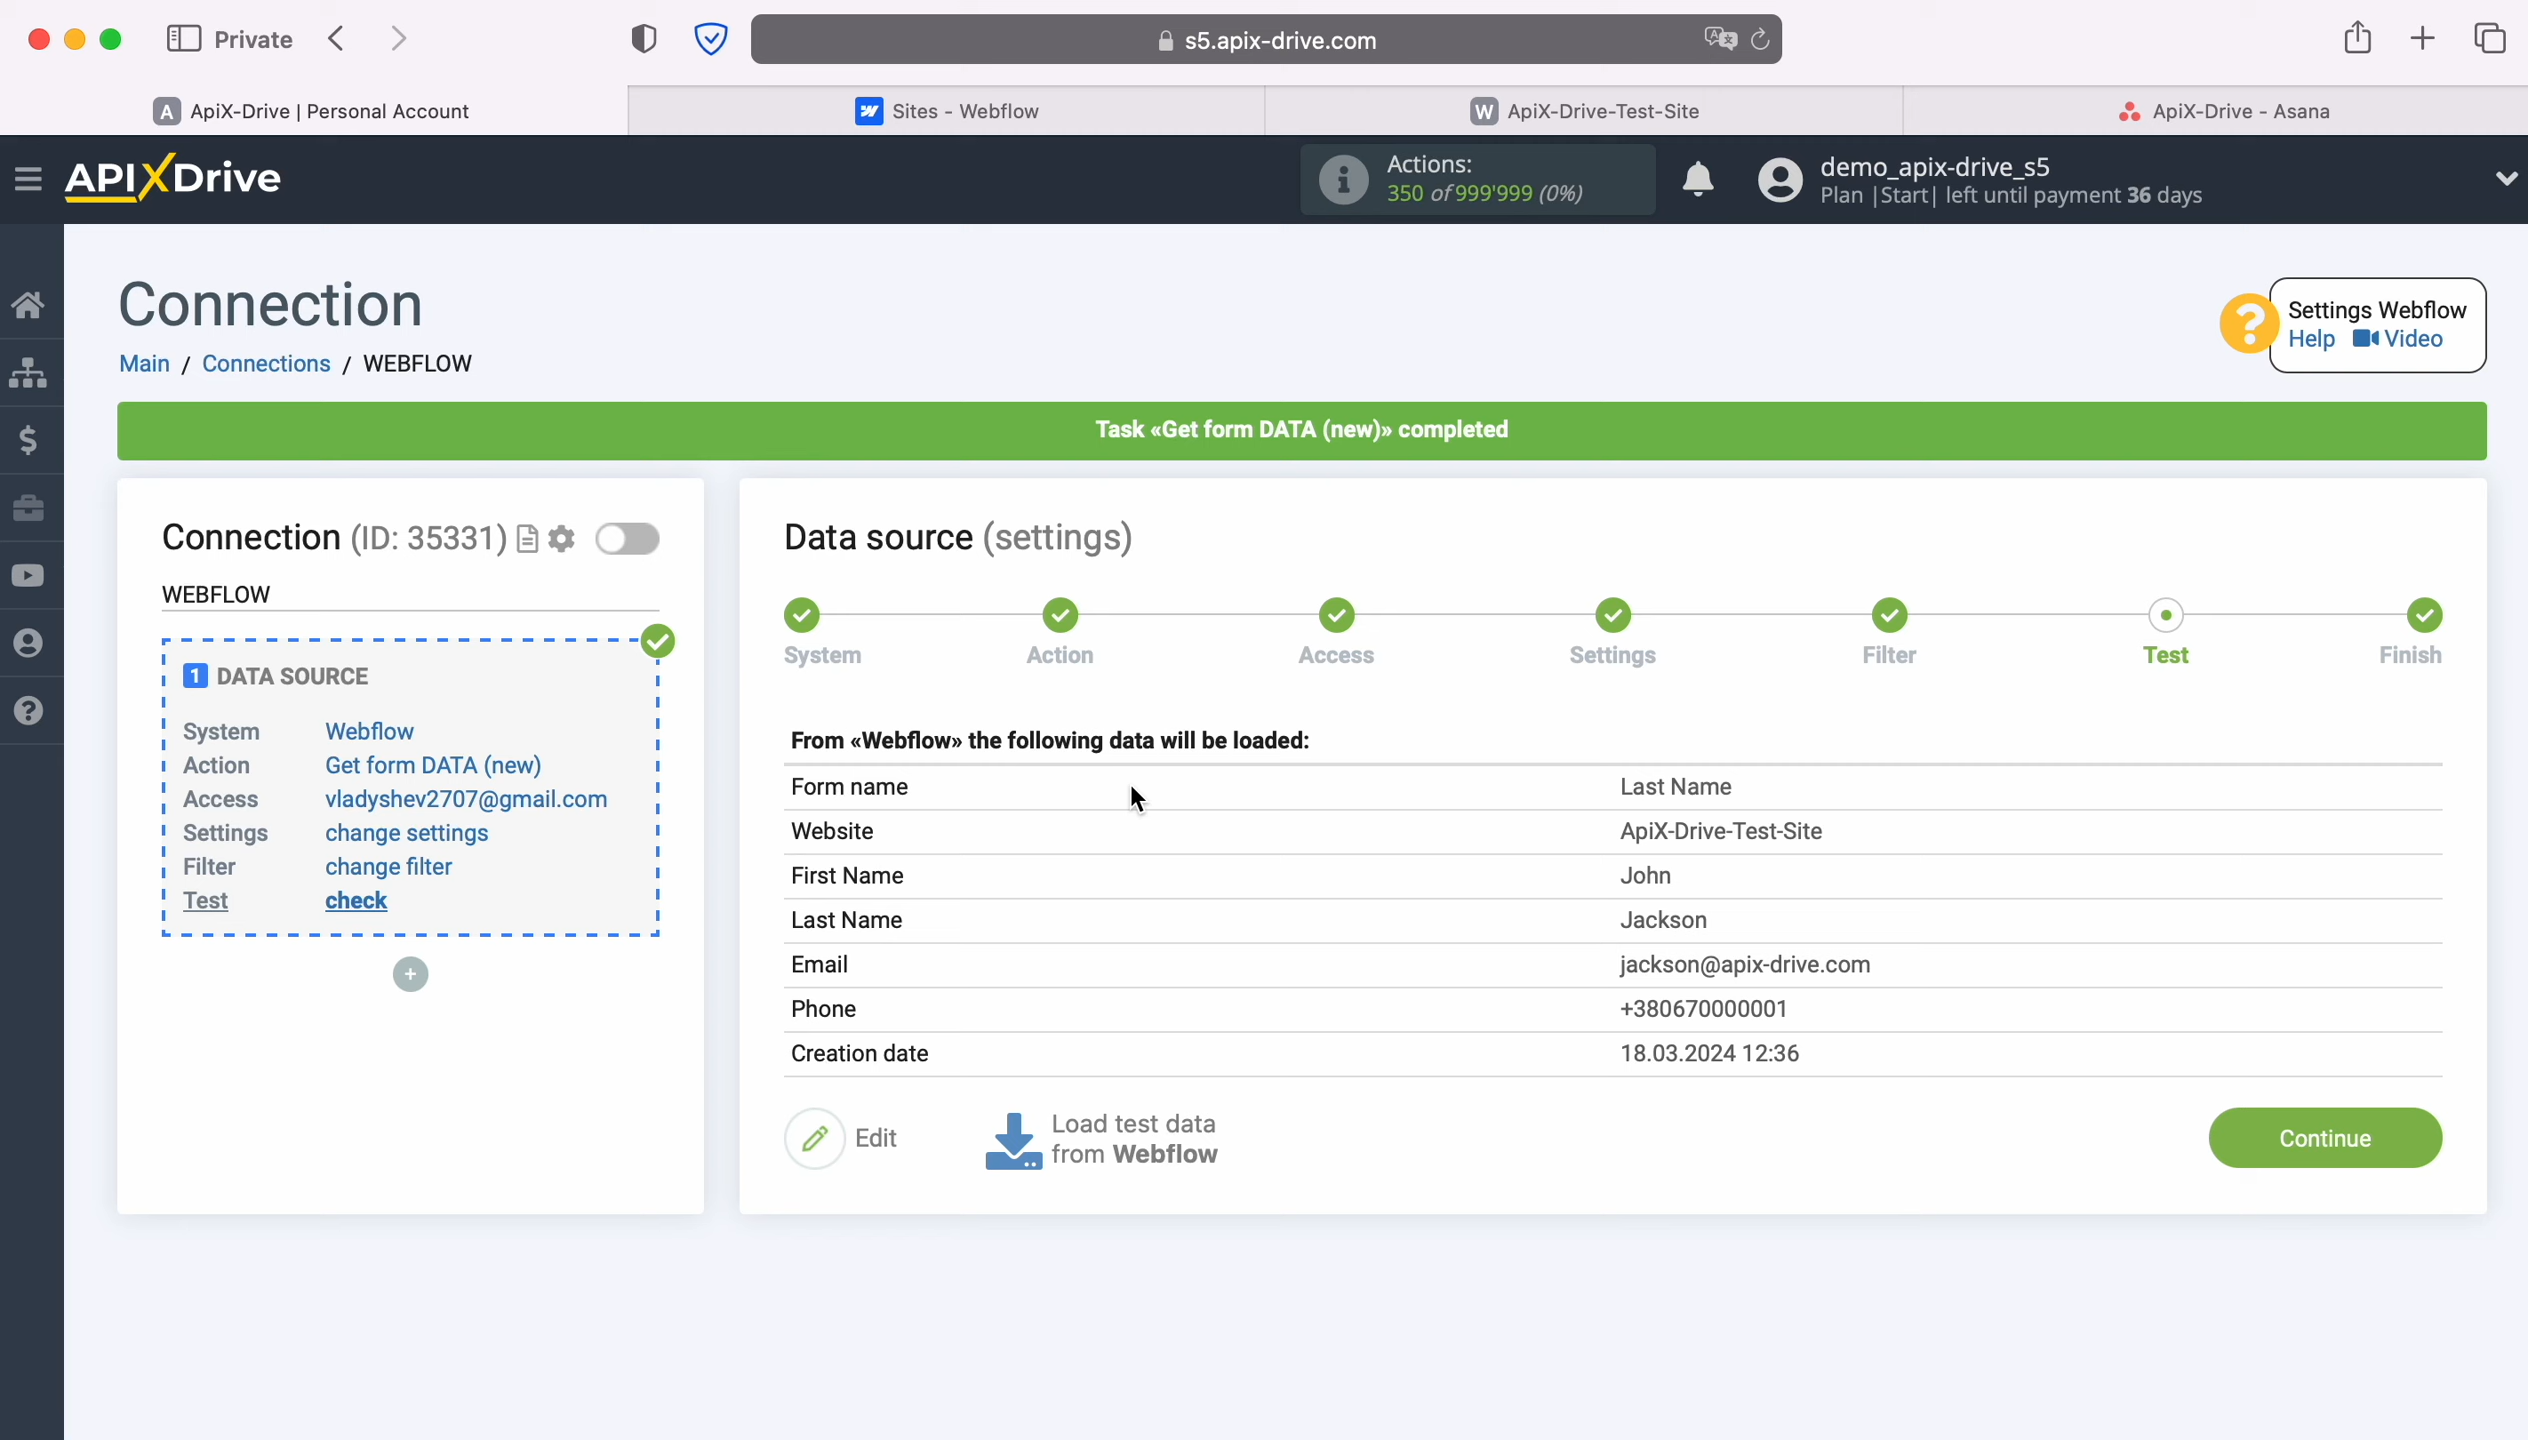 Private
s5.apix-drive.com
A ApiX-Drive | Personal Account
Sites - Webflow
W ApiX-Drive-Test-Site
ApiX-Drive - Asana
APIXDrive
Actions:
350 of 999'999 (0%)
demo_apix-drive_s5
Plan |Start| left until payment 36 days
Connection
Main / Connections / WEBFLOW
Settings Webflow
Help Video
Task «Get form DATA (new)» completed
Connection (ID: 35331)
WEBFLOW
1 DATA SOURCE
System Webflow
Action Get form DATA (new)
Access vladyshev2707@gmail.com
Settings change settings
Filter change filter
Test check
Data source (settings)
System
Action
Access
Settings
Filter
Test
Finish
From «Webflow» the following data will be loaded:
Form name Last Name
Website ApiX-Drive-Test-Site
First Name John
Last Name Jackson
Email jackson@apix-drive.com
Phone +380670000001
Creation date 18.03.2024 12:36
Edit
Load test data
from Webflow
Continue